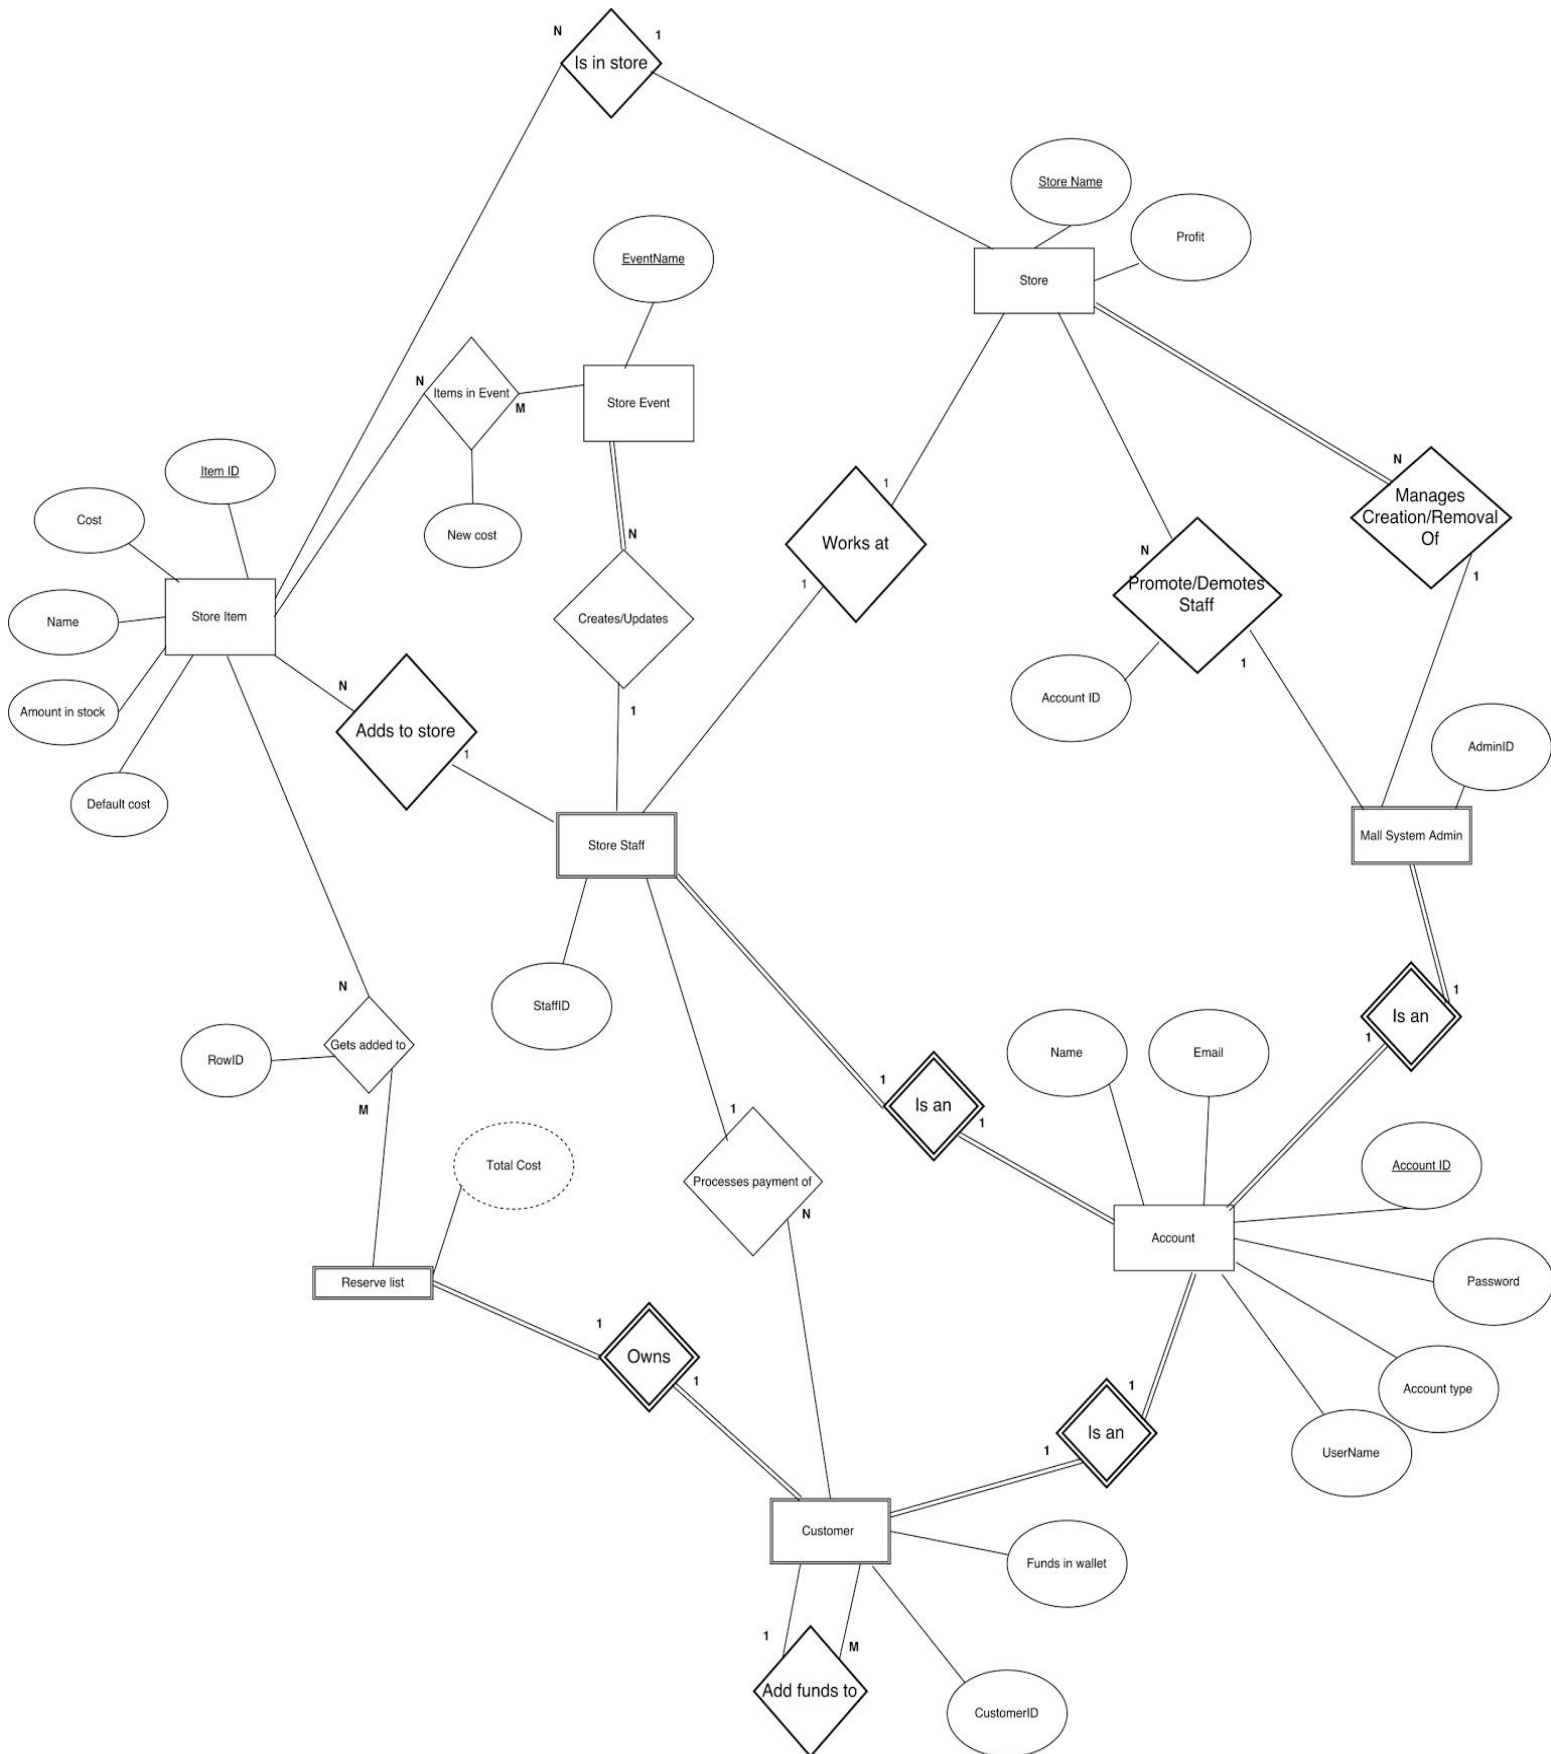 N
1
Is in store
Store Name
Profit
Store
EventName
N
Items in Event
M
Store Event
New cost
Item ID
Cost
Name
Store Item
Amount in stock
Default cost
N
Creates/Updates
1
1
Works at
1
N
Manages
Creation/Removal
Of
1
N
Promote/Demotes
Staff
1
Account ID
AdminID
Mall System Admin
N
Adds to store
1
Store Staff
StaffID
N
Gets added to
M
RowID
Total Cost
Reserve list
1
Processes payment of
N
1
Is an
1
1
Is an
1
Name
Email
Account ID
Account
Password
Account type
UserName
1
Owns
1
1
Is an
1
Customer
Funds in wallet
1
M
Add funds to
CustomerID